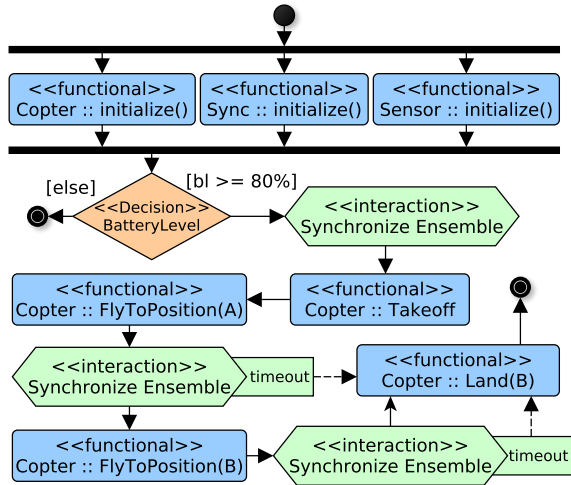 <<functional>>
Copter :: initialize()
<<functional>>
Sync :: initialize()
<<functional>>
Sensor :: initialize()
[else]
[bl >= 80%]
<<Decision>>
BatteryLevel
<<interaction>>
Synchronize Ensemble
<<functional>>
Copter :: FlyToPosition(A)
<<functional>>
Copter :: Takeoff
<<interaction>>
Synchronize Ensemble
timeout
<<functional>>
Copter :: Land(B)
<<functional>>
Copter :: FlyToPosition(B)
<<interaction>>
Synchronize Ensemble
timeout